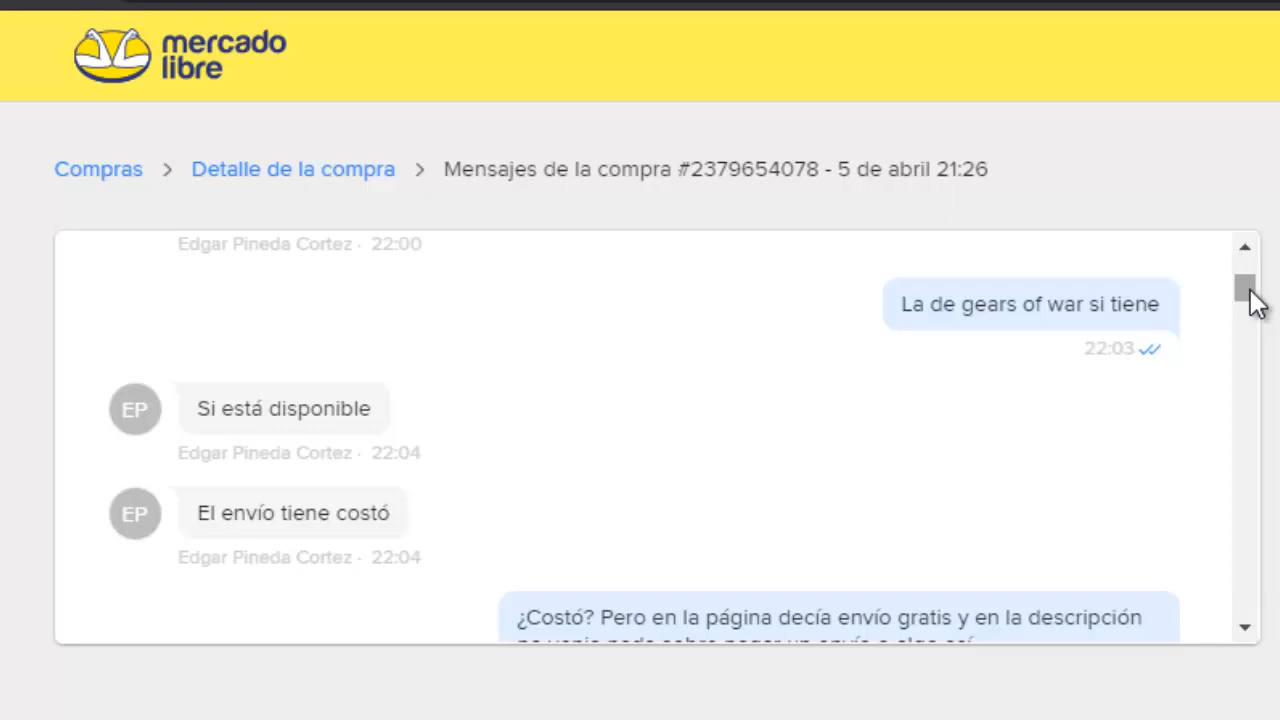 mercado
libre
Compras > Detalle de la compra > Mensajes de la compra #2379654078 - 5 de abril 21:26
Edgar Pineda Cortez · 22:00
La de gears of war si tiene
22:03
EP Si está disponible
Edgar Pineda Cortez · 22:04
EP El envío tiene costó
Edgar Pineda Cortez · 22:04
¿Costó? Pero en la página decía envío gratis y en la descripción